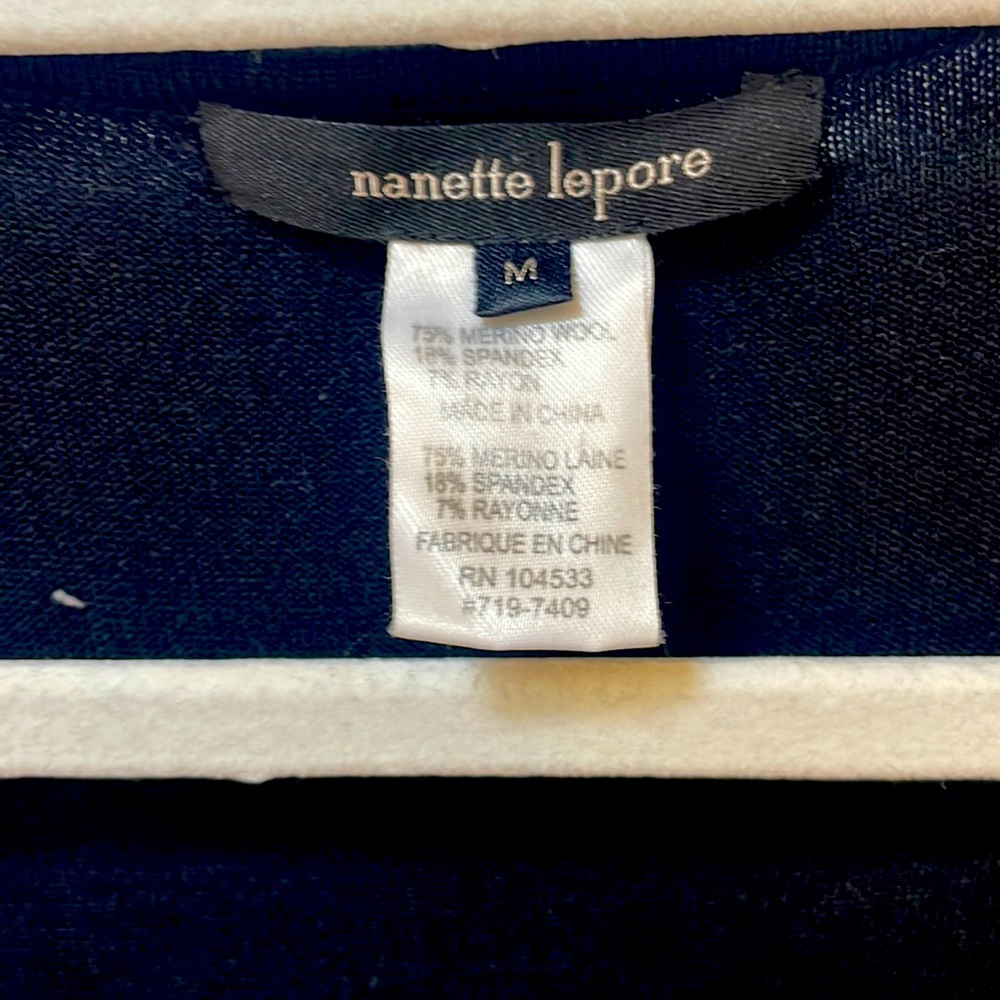 nanette lepore
M
75% MERINO WOOL
18% SPANDEX
7% RAYON
MADE IN CHINA
75% MERINO LAINE
18% SPANDEX
7% RAYONNE
FABRIQUE EN CHINE
RN 104533
#719-7409